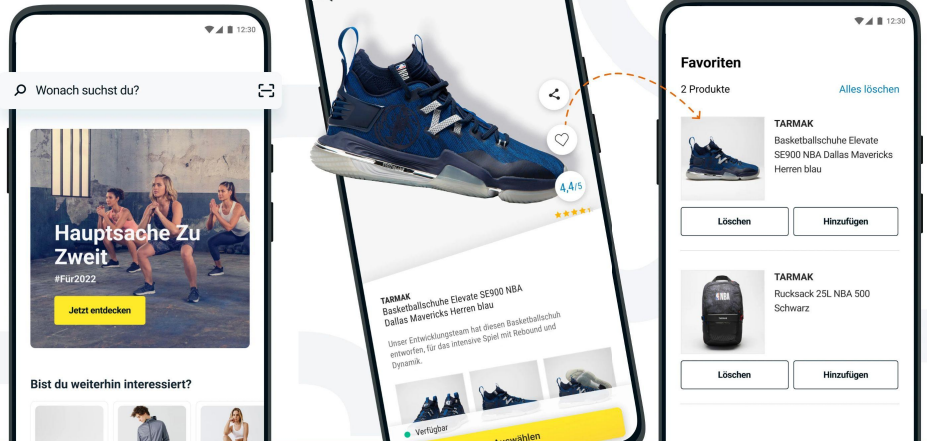 12:30
Wonach suchst du?
Hauptsache Zu
Zweit
#Für2022
Jetzt entdecken
Bist du weiterhin interessiert?
NBA
4,4/5
TARMAK
Basketballschuhe Elevate SE900 NBA
Dallas Mavericks Herren blau
Unser Entwicklungsteam hat diesen Basketballschuh
entworfen, für das intensive Spiel mit Rebound und
Dynamik.
Verfügbar
12:30
Favoriten
2 Produkte
Alles löschen
TARMAK
Basketballschuhe Elevate
SE900 NBA Dallas Mavericks
Herren blau
Löschen
Hinzufügen
NBA
TARMAK
Rucksack 25L NBA 500
Schwarz
Löschen
Hinzufügen